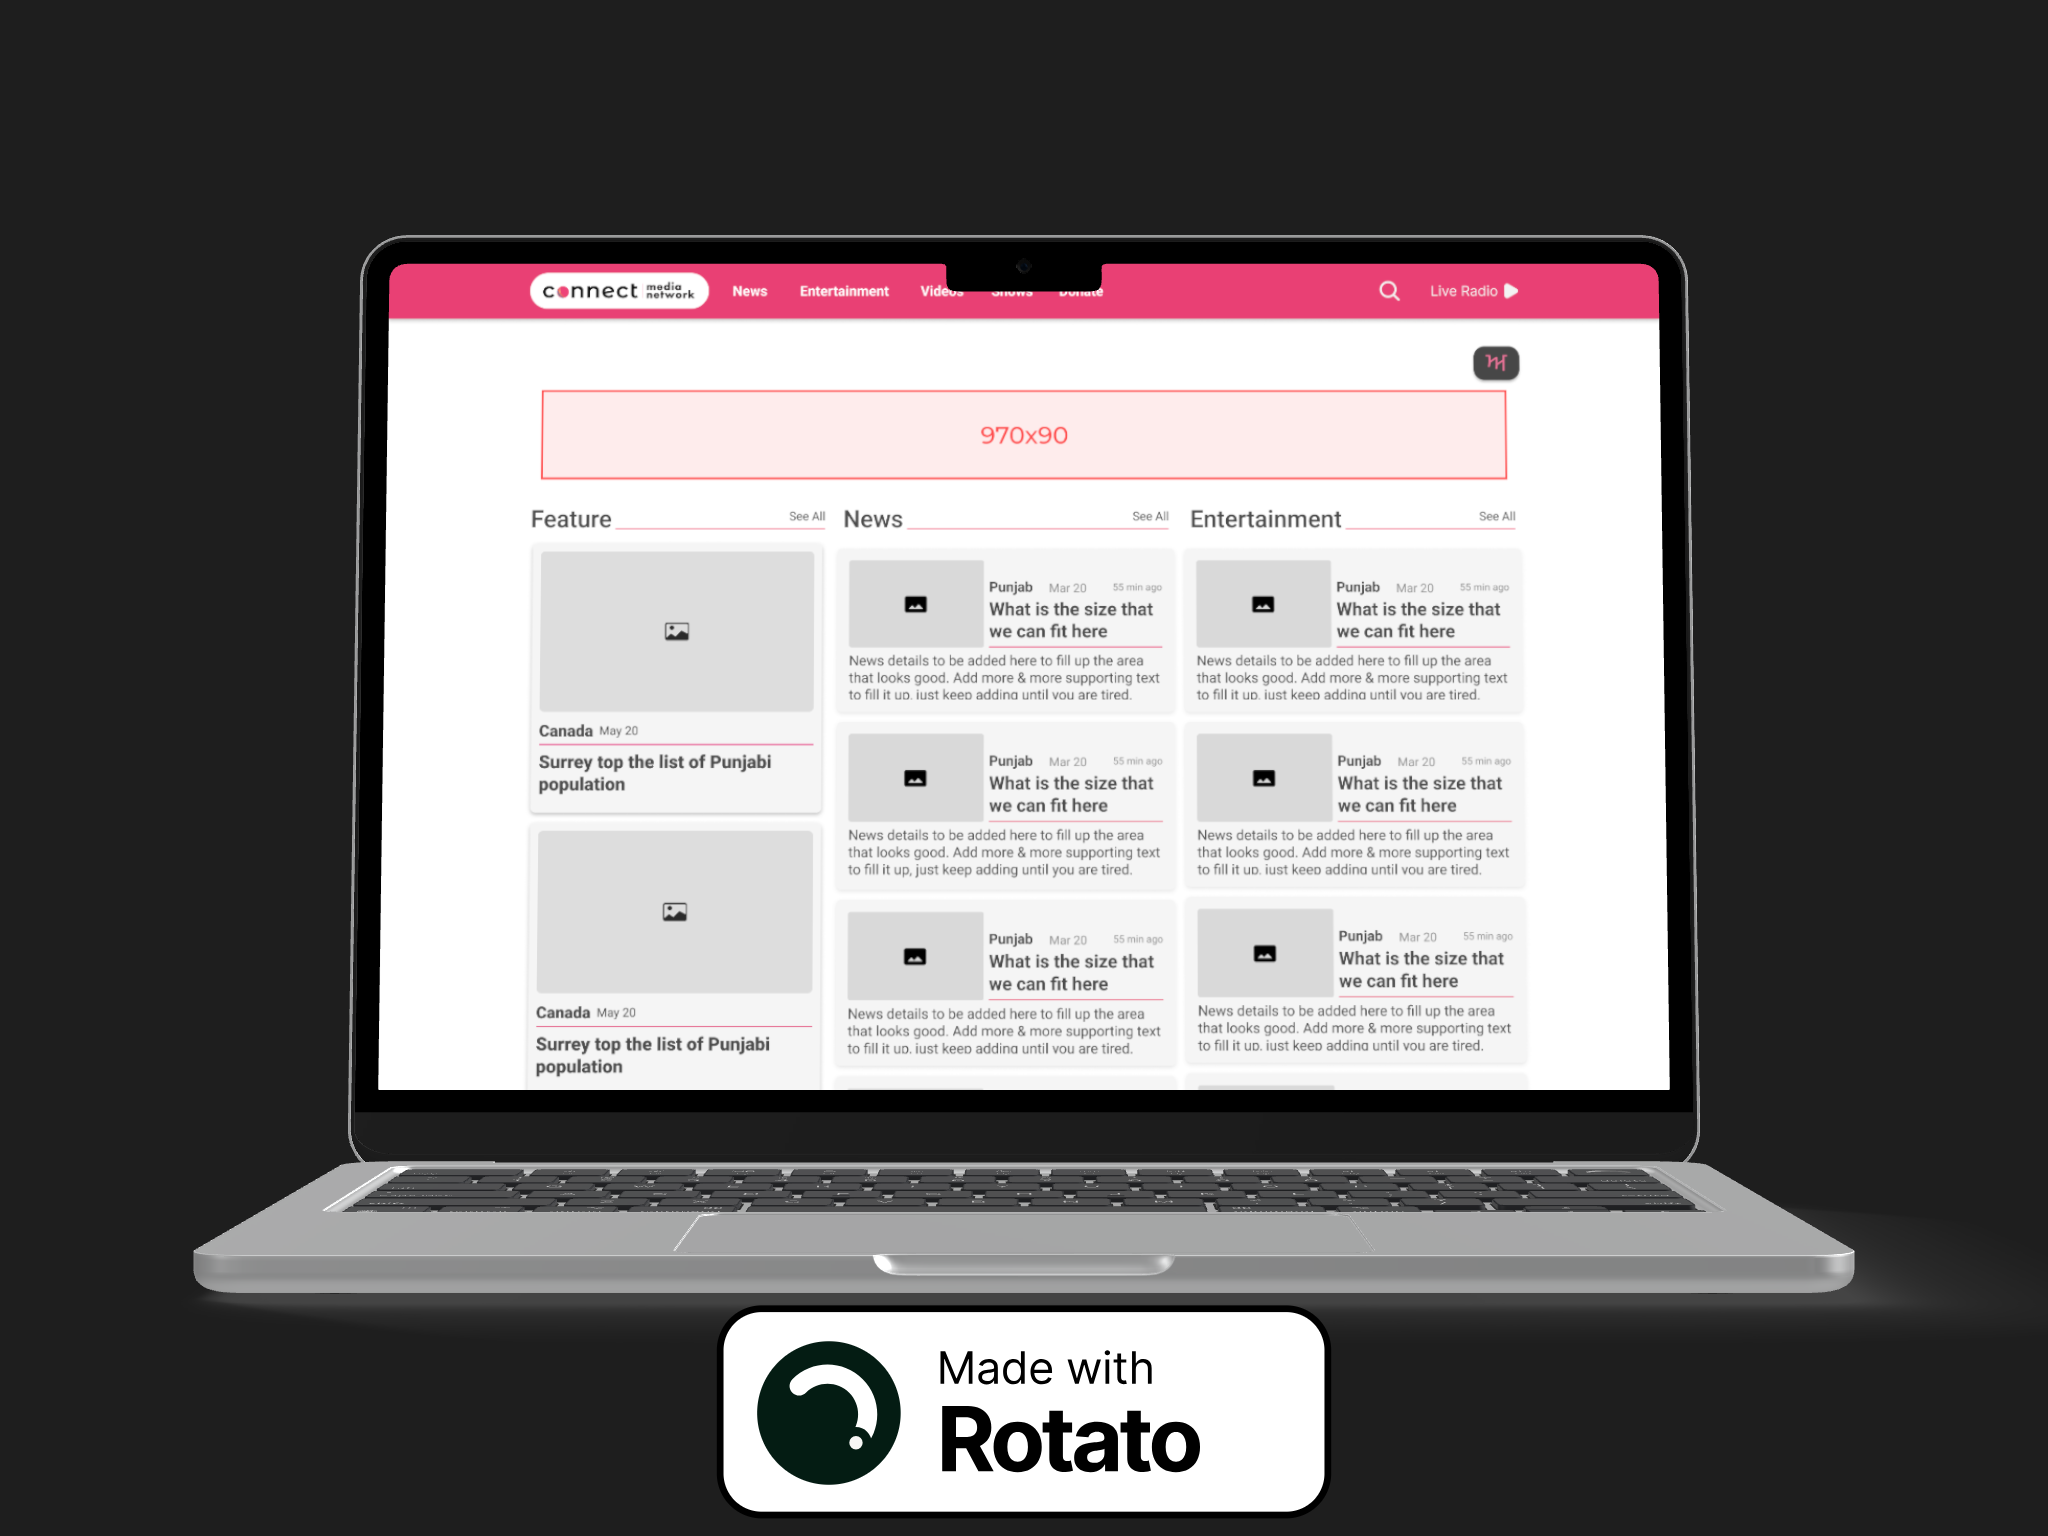 connect media network
News Entertainment Videos Shows Donate
Live Radio
ਅ
970x90
Feature See All
Canada May 20
Surrey top the list of Punjabi
population
Canada May 20
Surrey top the list of Punjabi
population
News See All
Punjab Mar 20 55 min ago
What is the size that
we can fit here
News details to be added here to fill up the area
that looks good. Add more & more supporting text
to fill it up, just keep adding until you are tired.
Punjab Mar 20 55 min ago
What is the size that
we can fit here
News details to be added here to fill up the area
that looks good. Add more & more supporting text
to fill it up, just keep adding until you are tired.
Punjab Mar 20 55 min ago
What is the size that
we can fit here
News details to be added here to fill up the area
that looks good. Add more & more supporting text
to fill it up, just keep adding until you are tired.
Entertainment See All
Punjab Mar 20 55 min ago
What is the size that
we can fit here
News details to be added here to fill up the area
that looks good. Add more & more supporting text
to fill it up, just keep adding until you are tired.
Punjab Mar 20 55 min ago
What is the size that
we can fit here
News details to be added here to fill up the area
that looks good. Add more & more supporting text
to fill it up, just keep adding until you are tired.
Punjab Mar 20 55 min ago
What is the size that
we can fit here
News details to be added here to fill up the area
that looks good. Add more & more supporting text
to fill it up, just keep adding until you are tired.
Made with
Rotato